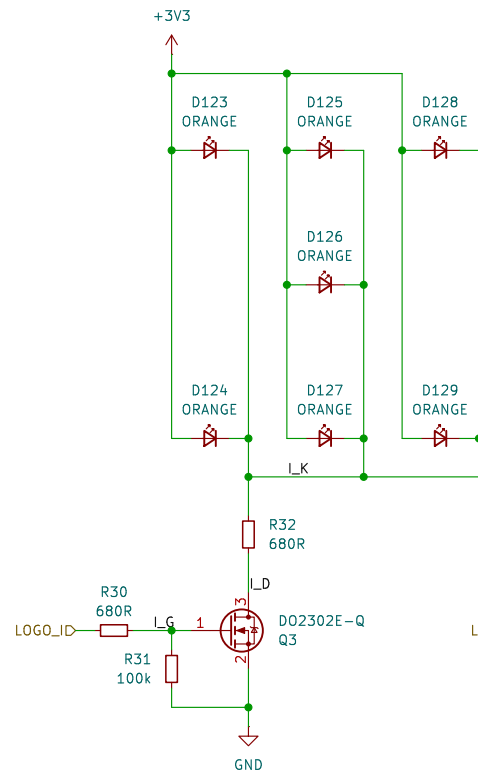 +3V3
D123
ORANGE
D125
ORANGE
D128
ORANGE
D126
ORANGE
D124
ORANGE
D127
ORANGE
D129
ORANGE
I_K
R32
680R
I_D
R30
680R
I_G
1
3
2
DO2302E-Q
Q3
LOGO_I
L
R31
100k
GND